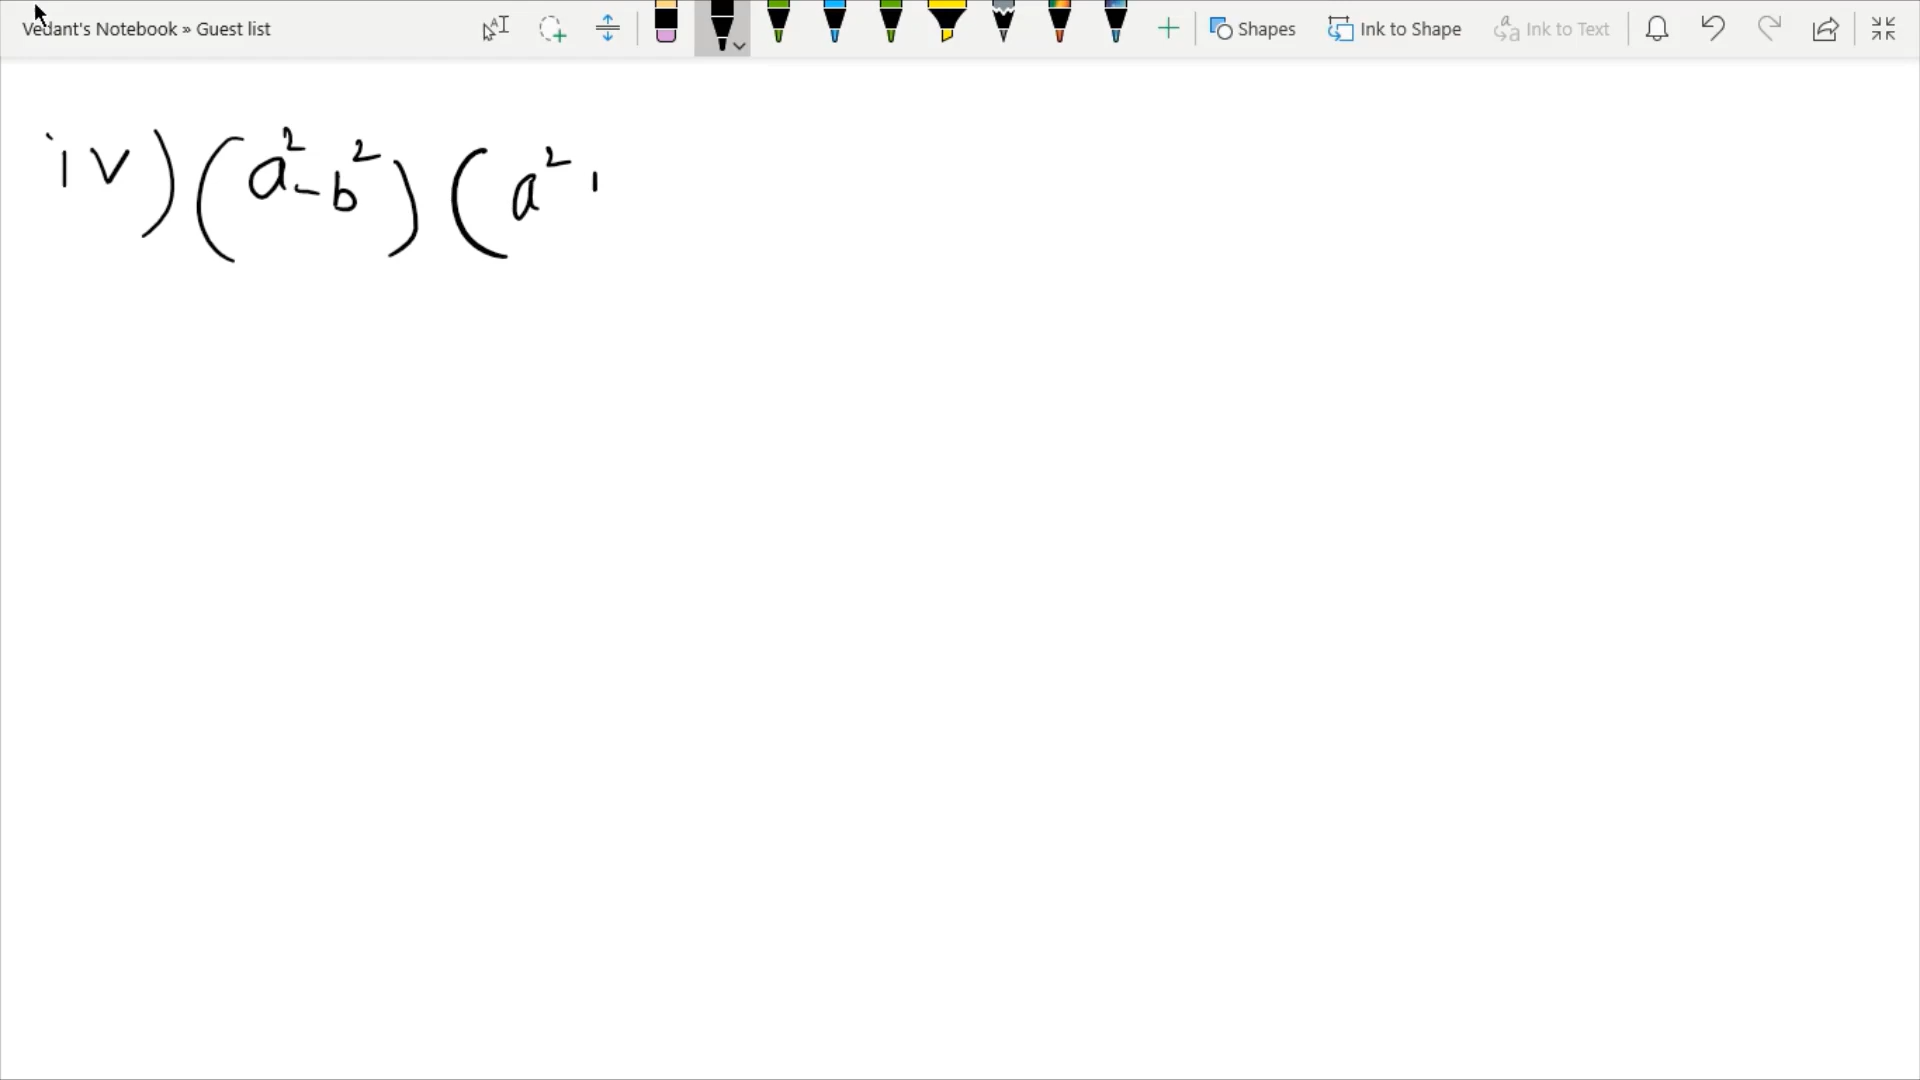 Vedant's Notebook » Guest list Shapes Ink to Shape Ink to Text
iv) (a²-b²) (a²